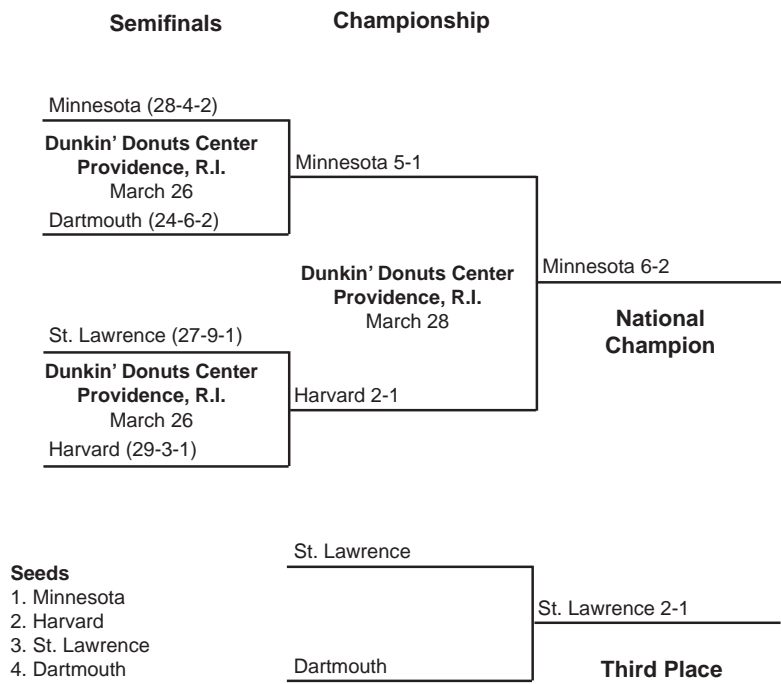 Semifinals
Championship
Minnesota (28-4-2)
Dunkin’ Donuts Center
Providence, R.I.
March 26
Dartmouth (24-6-2)
Minnesota 5-1
Dunkin’ Donuts Center
Providence, R.I.
March 28
Minnesota 6-2
National
Champion
St. Lawrence (27-9-1)
Dunkin’ Donuts Center
Providence, R.I.
March 26
Harvard (29-3-1)
Harvard 2-1
Seeds
1. Minnesota
2. Harvard
3. St. Lawrence
4. Dartmouth
St. Lawrence
Dartmouth
St. Lawrence 2-1
Third Place